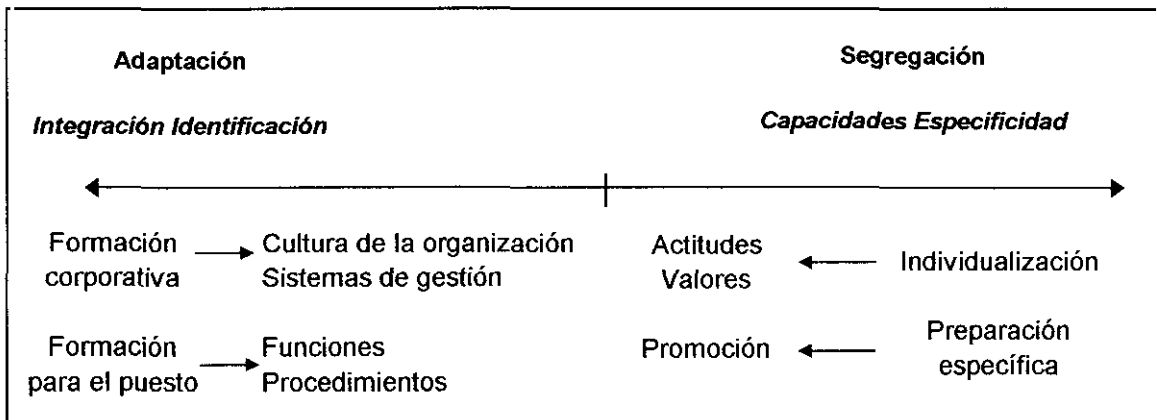 Adaptación
Segregación
Integración Identificación
Capacidades Especificidad
Formación
corporativa
Cultura de la organización
Sistemas de gestión
Actitudes
Valores
Individualización
Formación
para el puesto
Funciones
Procedimientos
Promoción
Preparación
específica